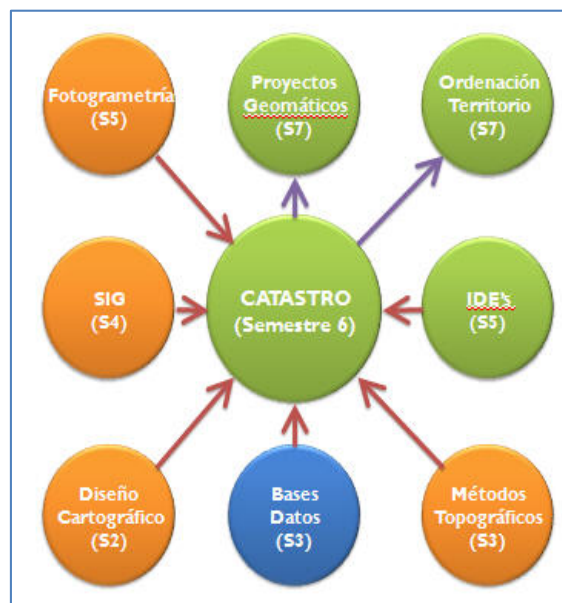 Fotogrametría
(S5)
Proyectos
Geomáticos
(S7)
Ordenación
Territorio
(S7)
SIG
(S4)
CATASTRO
(Semestre 6)
IDE's
(S5)
Diseño
Cartográfico
(S2)
Bases
Datos
(S3)
Métodos
Topográficos
(S3)